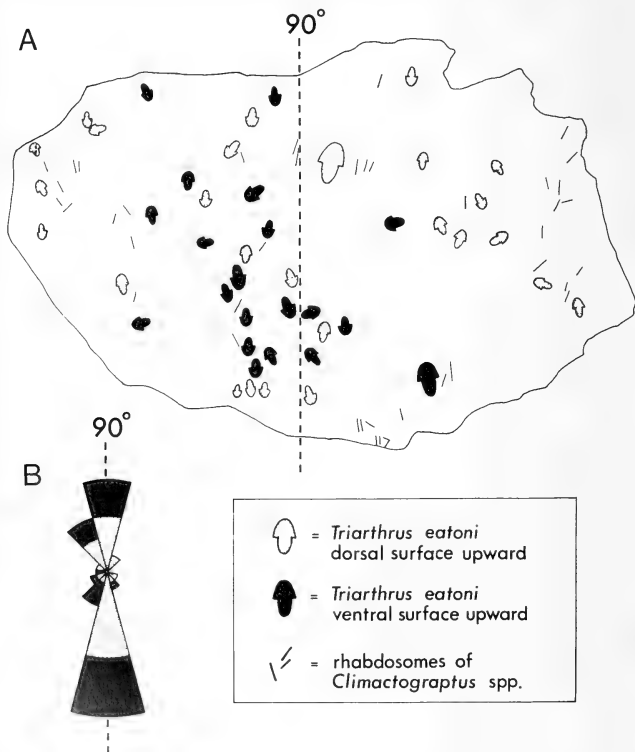 A
90°
B
90°
= Triarthrus eatoni
dorsal surface upward
= Triarthrus eatoni
ventral surface upward
= rhabdosomes of
Climactograptus spp.